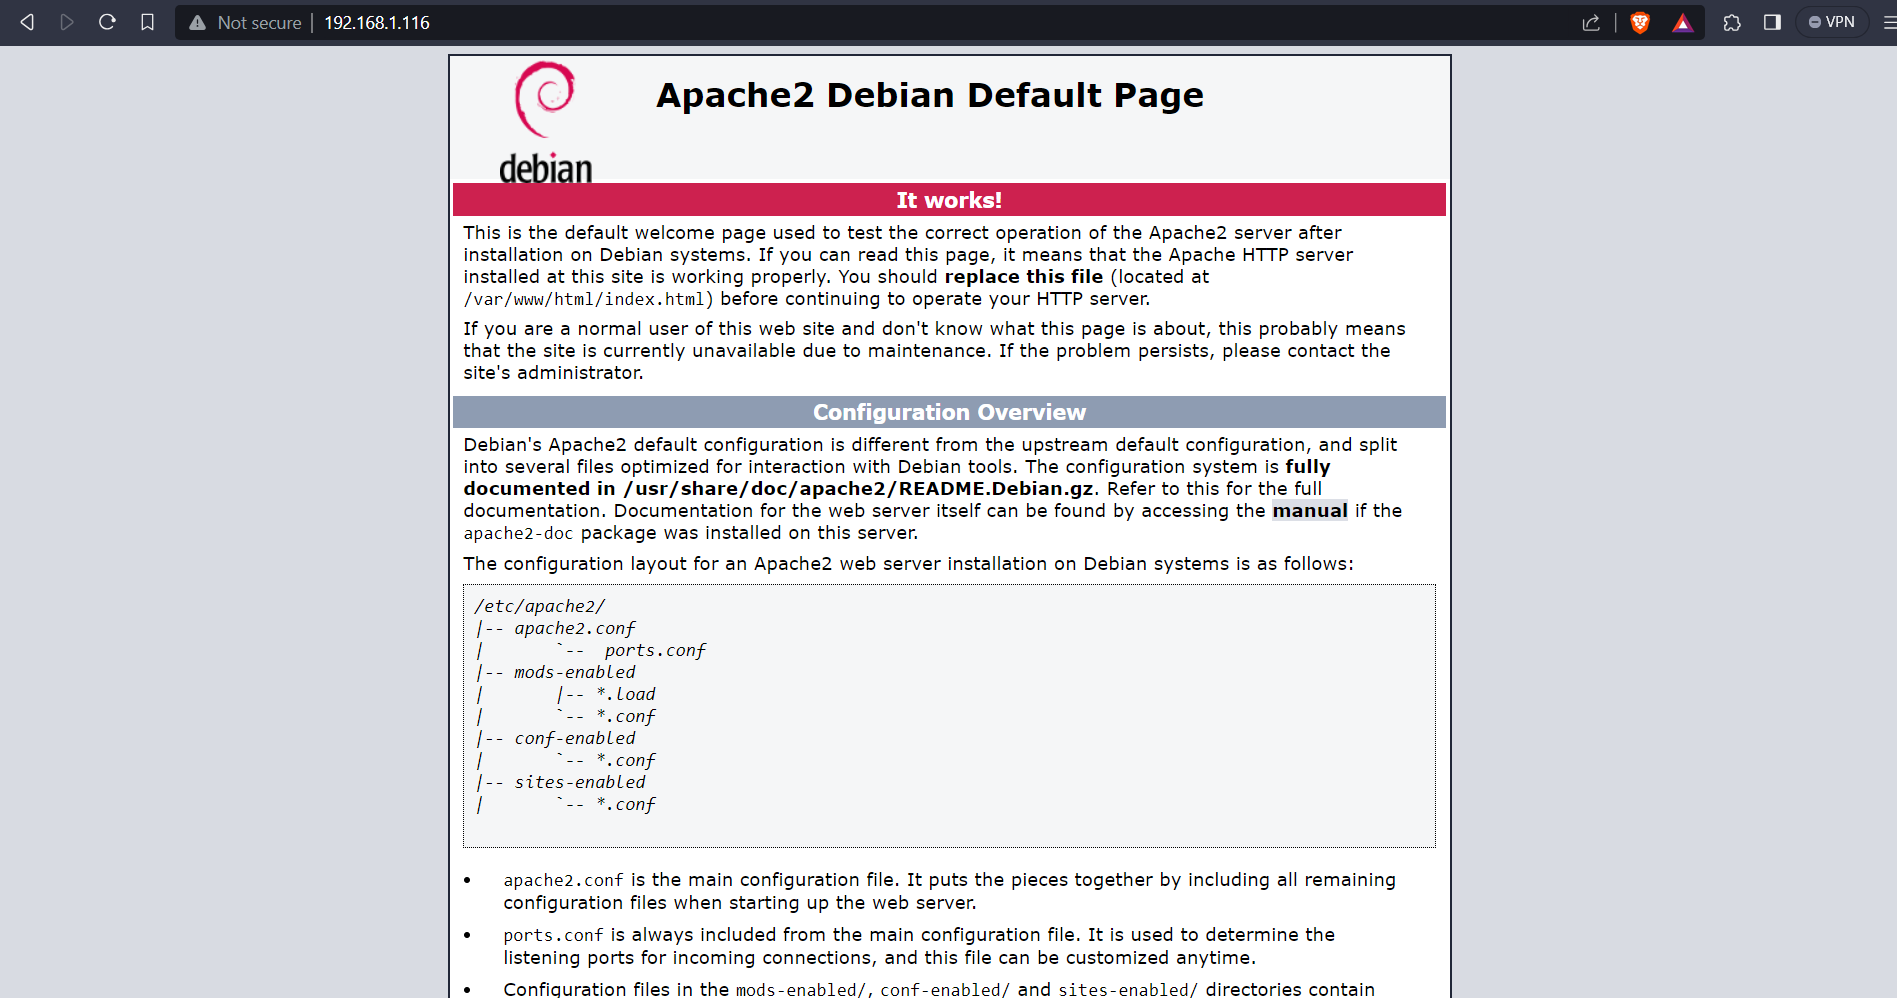 Not secure | 192.168.1.116
VPN
Apache2 Debian Default Page
debian
It works!
This is the default welcome page used to test the correct operation of the Apache2 server after
installation on Debian systems. If you can read this page, it means that the Apache HTTP server
installed at this site is working properly. You should replace this file (located at
/var/www/html/index.html) before continuing to operate your HTTP server.
If you are a normal user of this web site and don't know what this page is about, this probably means
that the site is currently unavailable due to maintenance. If the problem persists, please contact the
site's administrator.
Configuration Overview
Debian's Apache2 default configuration is different from the upstream default configuration, and split
into several files optimized for interaction with Debian tools. The configuration system is fully
documented in /usr/share/doc/apache2/README.Debian.gz. Refer to this for the full
documentation. Documentation for the web server itself can be found by accessing the manual if the
apache2-doc package was installed on this server.
The configuration layout for an Apache2 web server installation on Debian systems is as follows:
/etc/apache2/
|-- apache2.conf
|       `--  ports.conf
|-- mods-enabled
|       |-- *.load
|       `-- *.conf
|-- conf-enabled
|       `-- *.conf
|-- sites-enabled
|       `-- *.conf
• apache2.conf is the main configuration file. It puts the pieces together by including all remaining
configuration files when starting up the web server.
• ports.conf is always included from the main configuration file. It is used to determine the
listening ports for incoming connections, and this file can be customized anytime.
• Configuration files in the mods-enabled/, conf-enabled/ and sites-enabled/ directories contain